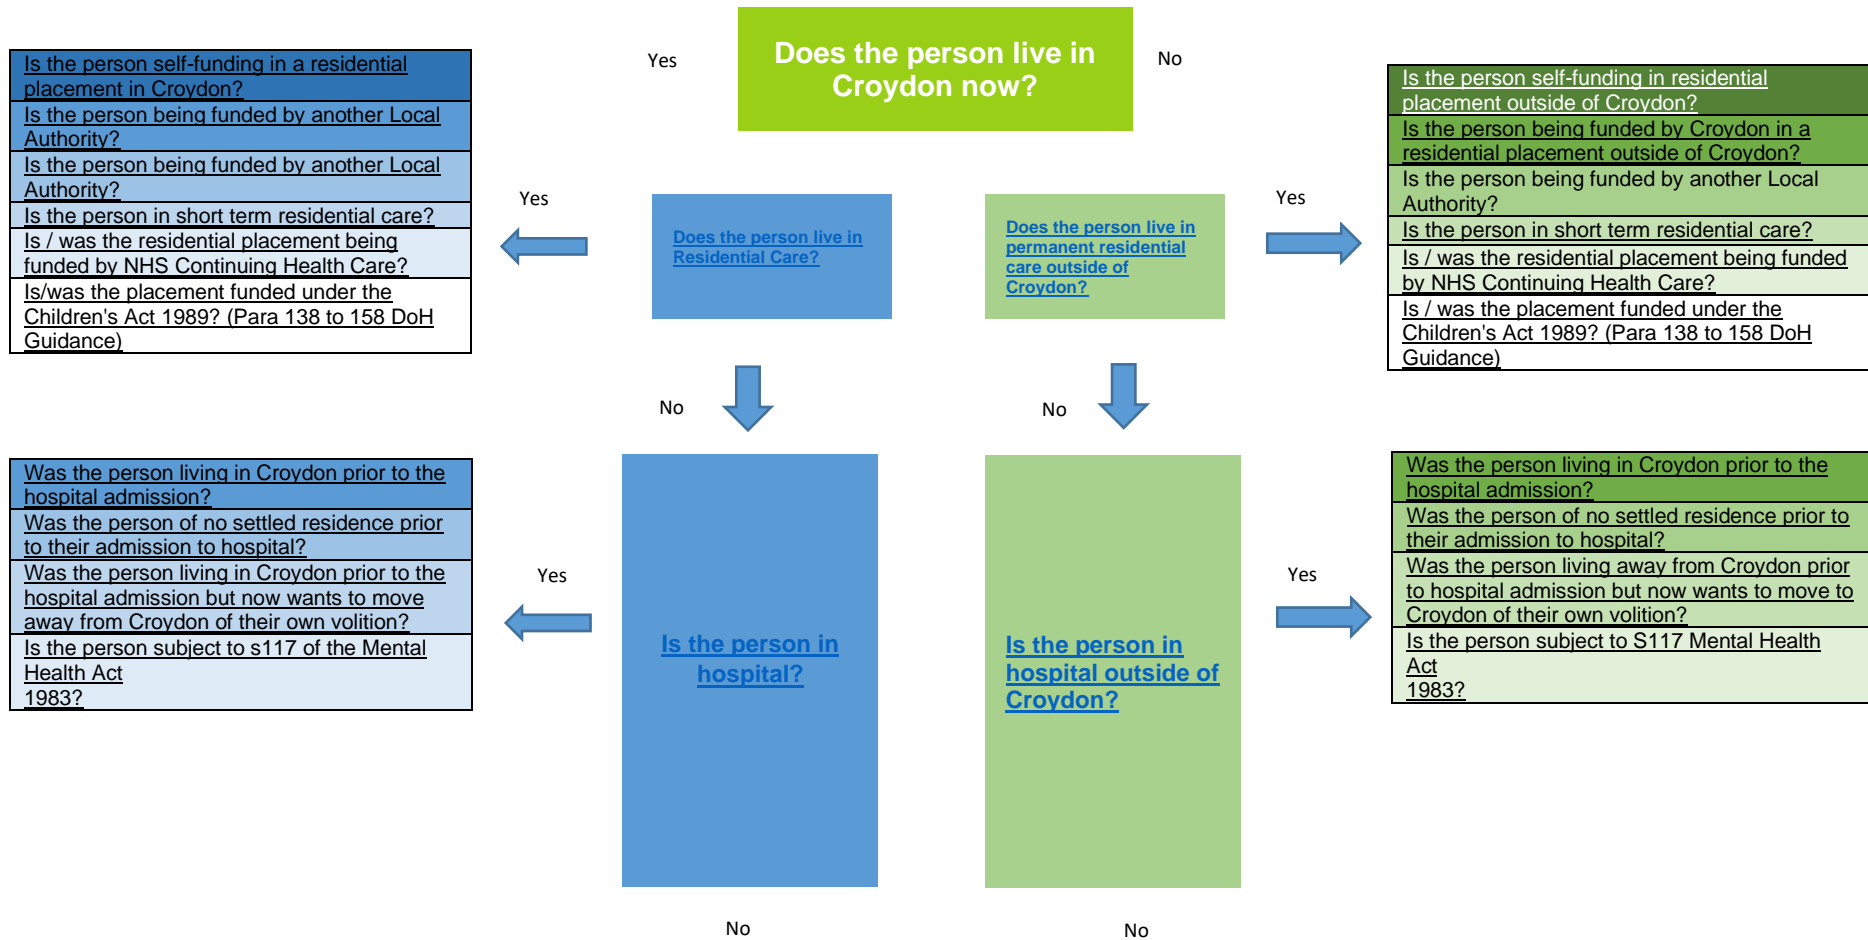 Does the person live in
Croydon now?
Yes
No
Is the person self-funding in a residential
placement in Croydon?
Is the person being funded by another Local
Authority?
Is the person being funded by another Local
Authority?
Is the person in short term residential care?
Is / was the residential placement being
funded by NHS Continuing Health Care?
Is/was the placement funded under the
Children's Act 1989? (Para 138 to 158 DoH
Guidance)
Yes
Does the person live in
Residential Care?
Does the person live in
permanent residential
care outside of
Croydon?
Yes
Is the person self-funding in residential
placement outside of Croydon?
Is the person being funded by Croydon in a
residential placement outside of Croydon?
Is the person being funded by another Local
Authority?
Is the person in short term residential care?
Is / was the residential placement being funded
by NHS Continuing Health Care?
Is / was the placement funded under the
Children's Act 1989? (Para 138 to 158 DoH
Guidance)
No
No
Was the person living in Croydon prior to the
hospital admission?
Was the person of no settled residence prior
to their admission to hospital?
Was the person living in Croydon prior to the
hospital admission but now wants to move
away from Croydon of their own volition?
Is the person subject to s117 of the Mental
Health Act
1983?
Yes
Is the person in
hospital?
Is the person in
hospital outside of
Croydon?
Yes
Was the person living in Croydon prior to the
hospital admission?
Was the person of no settled residence prior to
their admission to hospital?
Was the person living away from Croydon prior
to hospital admission but now wants to move to
Croydon of their own volition?
Is the person subject to S117 Mental Health
Act
1983?
No
No